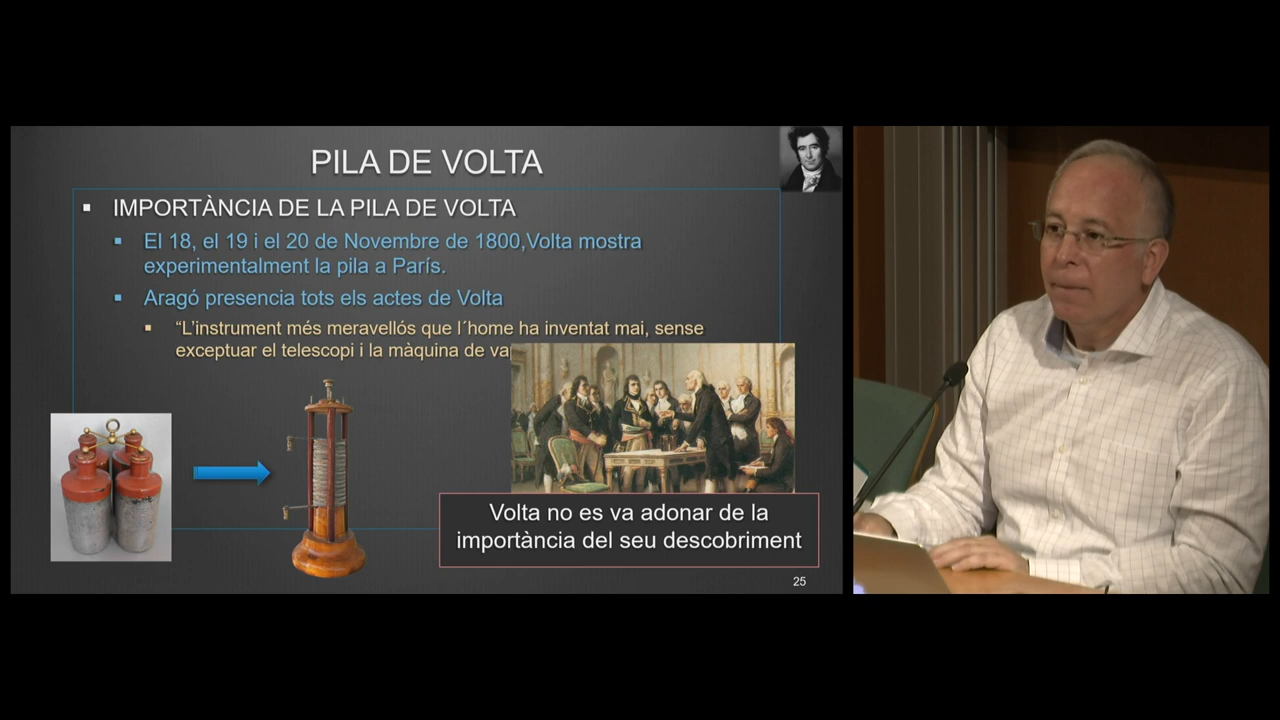 PILA DE VOLTA
▪ IMPORTÀNCIA DE LA PILA DE VOLTA
▪ El 18, el 19 i el 20 de Novembre de 1800,Volta mostra
experimentalment la pila a París.
▪ Aragó presencia tots els actes de Volta
▪ “L’instrument més meravellós que l´home ha inventat mai, sense
exceptuar el telescopi i la màquina de
Volta no es va adonar de la
importància del seu descobriment
25